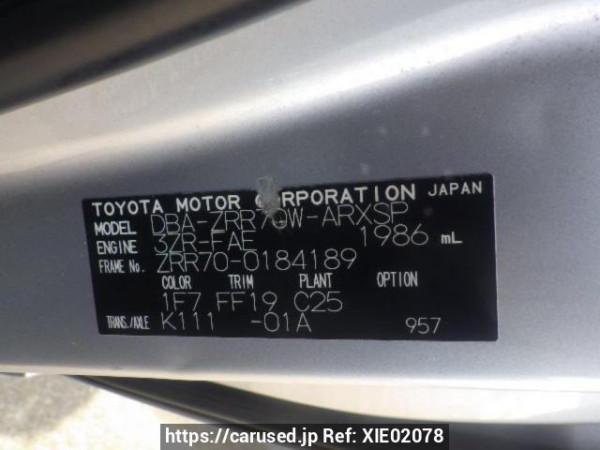 TOYOTA MOTOR CORPORATION JAPAN
MODEL DBA-ZRR70W-ARXSP
ENGINE 3ZR-FAE 1986 mL
FRAME No. ZRR70-0184189
COLOR TRIM PLANT OPTION
1F7 FF19 C25
TRANS./AXLE K111 -01A 957
https://carused.jp Ref: XIE02078